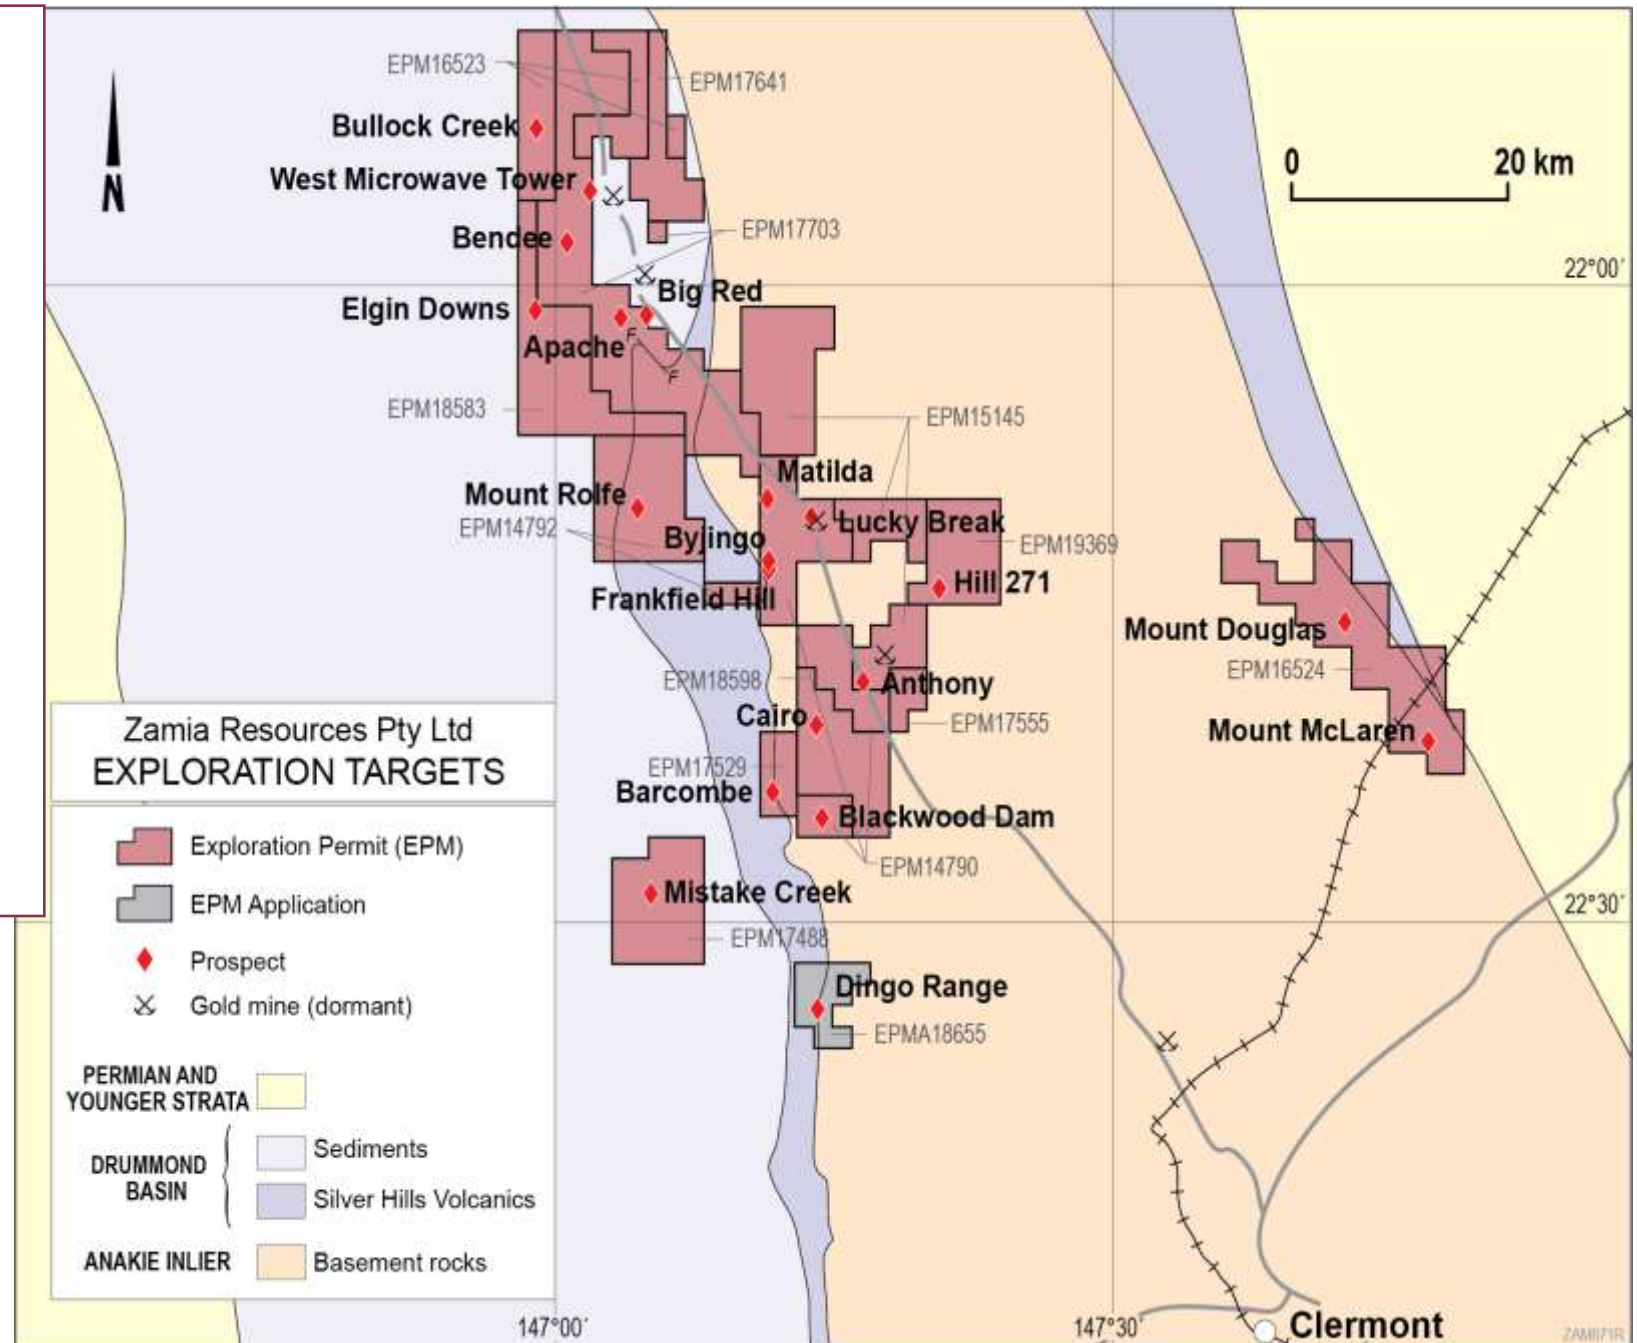 EPM16523
EPM17641
Bullock Creek
0 20 km
West Microwave Tower
N
EPM17703
Bendee
22°00'
Big Red
Elgin Downs
F
Apache
F
EPM18583
EPM15145
Matilda
Mount Rolfe
Lucky Break
EPM14792
Byjingo
EPM19369
Hill 271
Frankfield Hill
Mount Douglas
EPM16524
EPM18598
Anthony
Cairo
EPM17555
Mount McLaren
Zamia Resources Pty Ltd
EXPLORATION TARGETS
EPM17529
Barcombe
Blackwood Dam
Exploration Permit (EPM)
EPM14790
Mistake Creek
EPM Application
22°30'
EPM17488
Prospect
Dingo Range
Gold mine (dormant)
EPMA18655
PERMIAN AND
YOUNGER STRATA
DRUMMOND
BASIN
Sediments
Silver Hills Volcanics
ANAKIE INLIER
Basement rocks
147°00'
147°30'
Clermont
ZAM071R